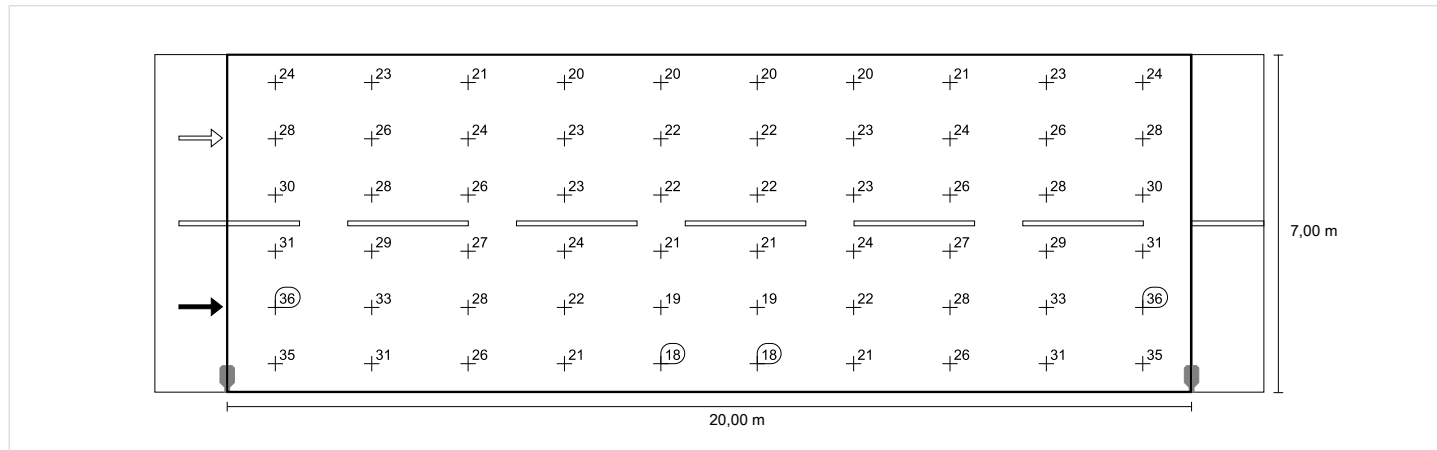 24 23 21 20 20 20 20 21 23 24
28 26 24 23 22 22 23 24 26 28
30 28 26 23 22 22 23 26 28 30
7,00 m
31 29 27 24 21 21 24 27 29 31
36 33 28 22 19 19 22 28 33 36
35 31 26 21 18 18 21 26 31 35
20,00 m